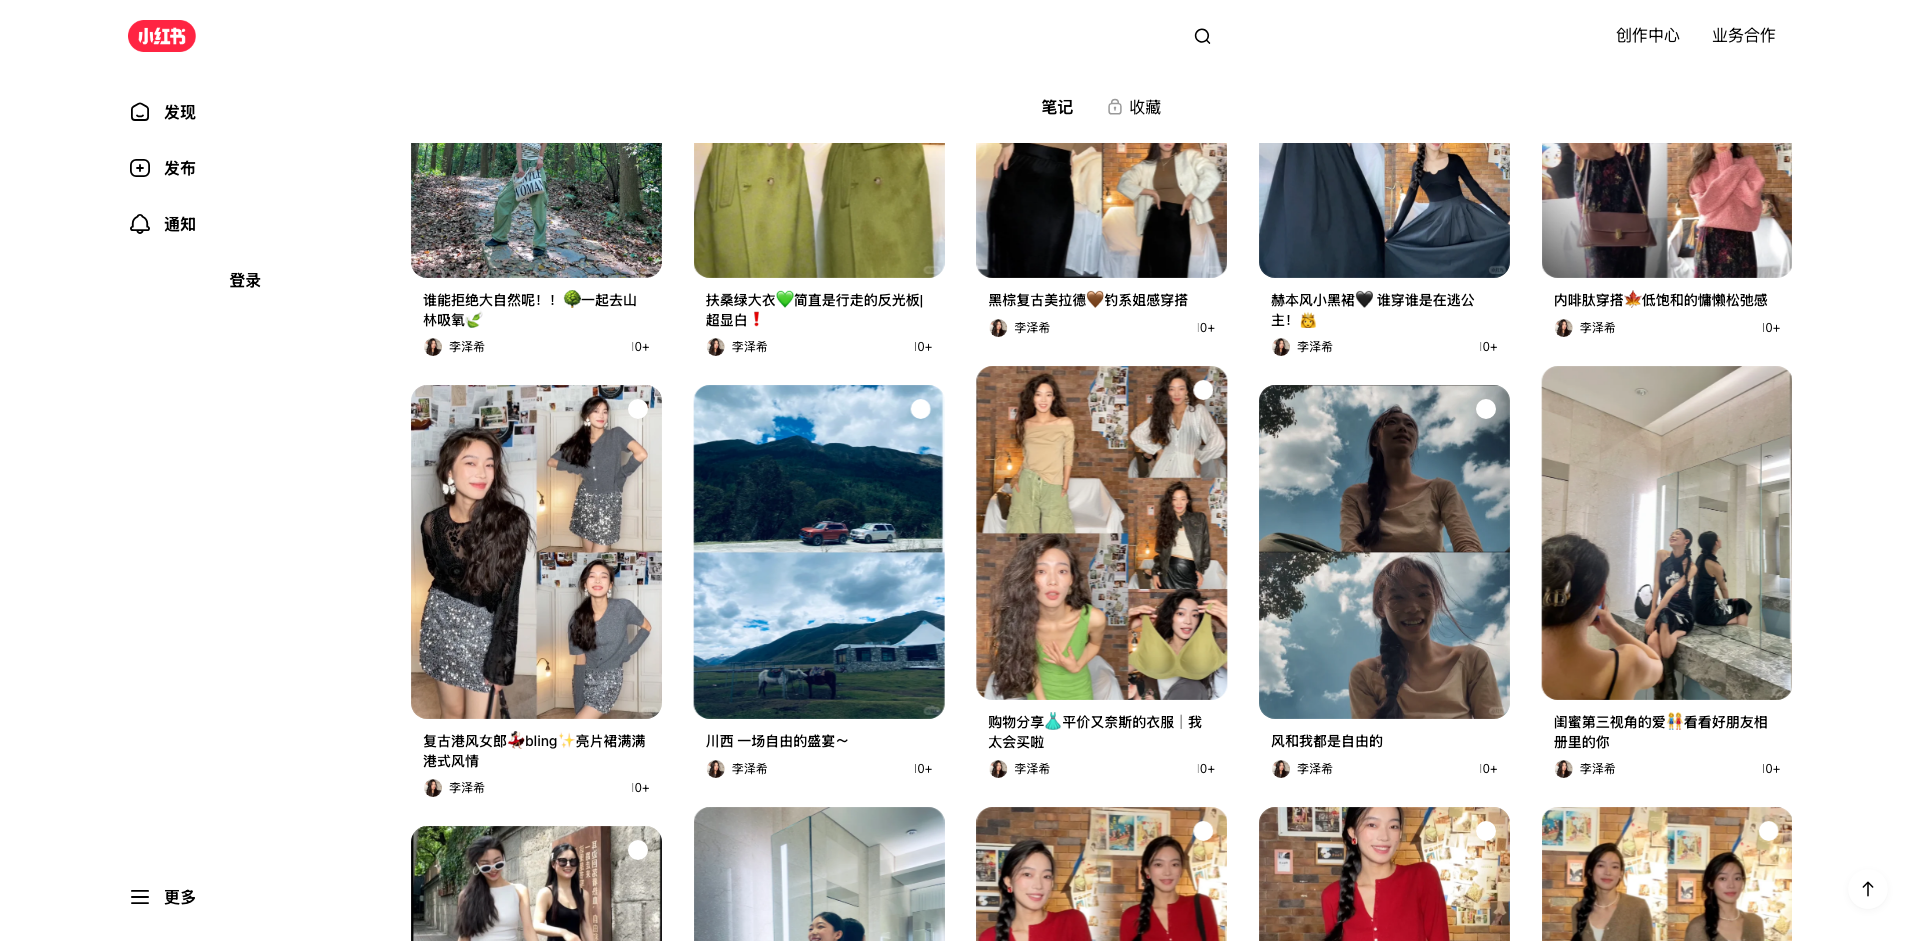 小红书
创作中心
业务合作
发现
发布
通知
登录
更多
笔记
收藏
谁能拒绝大自然呢！！🌳一起去山
林吸氧🍃
李泽希
10+
扶桑绿大衣💚简直是行走的反光板|
超显白❗
李泽希
10+
黑棕复古美拉德🤎钓系姐感穿搭
李泽希
10+
赫本风小黑裙🖤 谁穿谁是在逃公
主！👸
李泽希
10+
内啡肽穿搭🍁低饱和的慵懒松弛感
李泽希
10+
复古港风女郎💃bling✨亮片裙满满
港式风情
李泽希
10+
川西 一场自由的盛宴～
李泽希
10+
购物分享👗平价又奈斯的衣服｜我
太会买啦
李泽希
10+
风和我都是自由的
李泽希
10+
闺蜜第三视角的爱👭看看好朋友相
册里的你
李泽希
10+